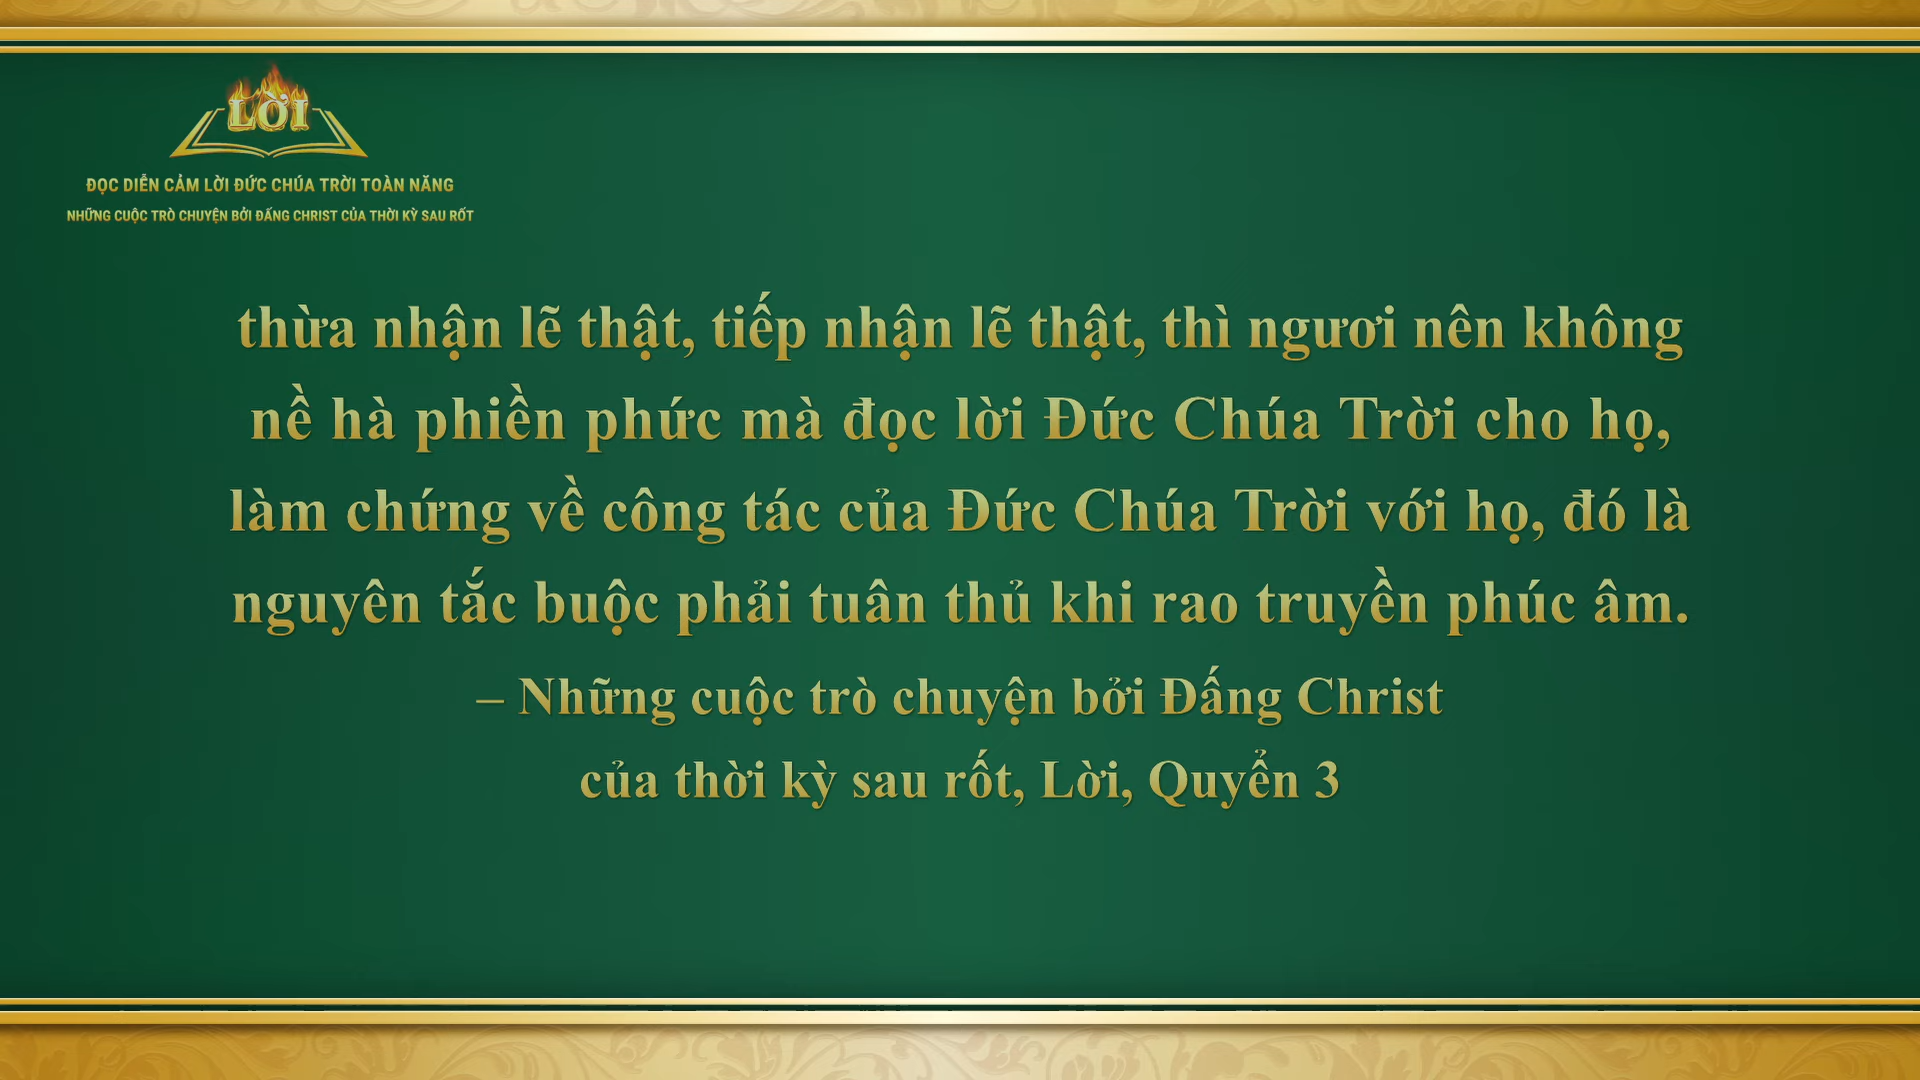 LỜI
ĐỌC DIỄN CẢM LỜI ĐỨC CHÚA TRỜI TOÀN NĂNG
NHỮNG CUỘC TRÒ CHUYỆN BỞI ĐẤNG CHRIST CỦA THỜI KỲ SAU RỐT
thừa nhận lẽ thật, tiếp nhận lẽ thật, thì ngươi nên không
nề hà phiền phức mà đọc lời Đức Chúa Trời cho họ,
làm chứng về công tác của Đức Chúa Trời với họ, đó là
nguyên tắc buộc phải tuân thủ khi rao truyền phúc âm.
– Những cuộc trò chuyện bởi Đấng Christ
của thời kỳ sau rốt, Lời, Quyển 3